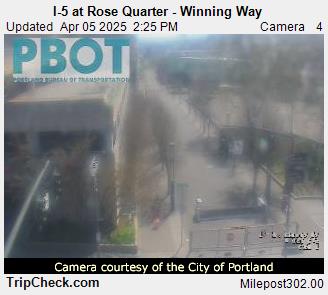 I-5 at Rose Quarter - Winning Way
Updated Apr 05 2025 2:25 PM Camera 4
PBOT
PORTLAND BUREAU OF TRANSPORTATION
Camera courtesy of the City of Portland
TripCheck.com Milepost302.00